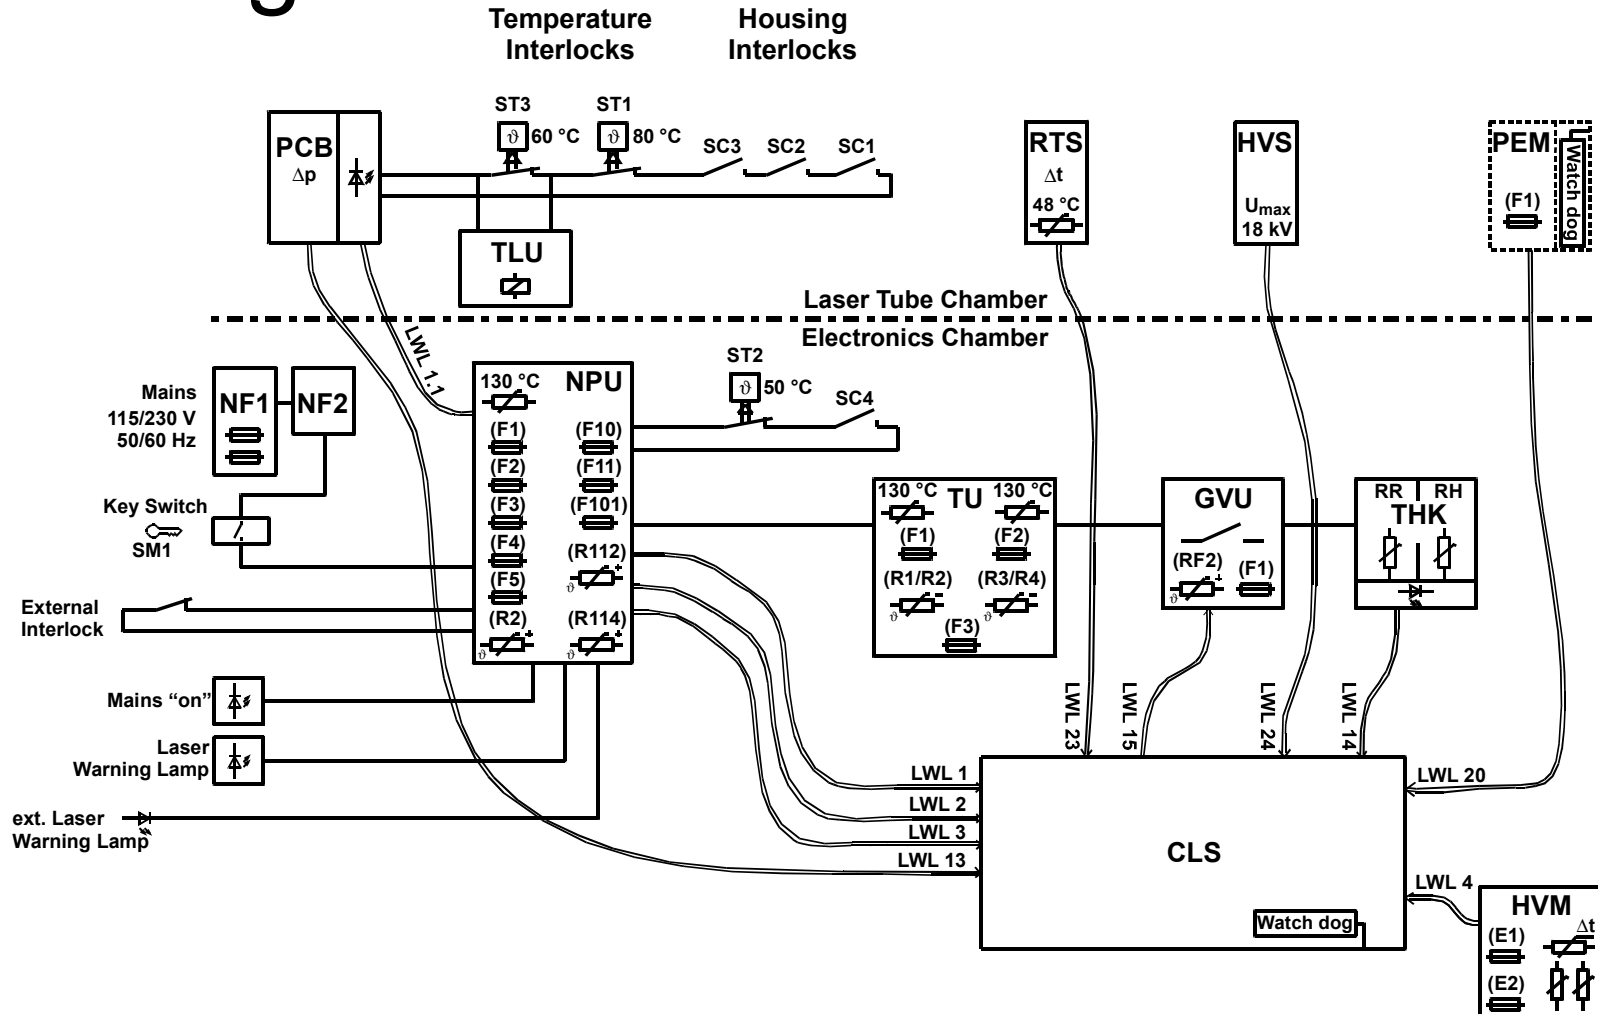 g
Temperature
Interlocks
Housing
Interlocks
PCB
Δp
ST3
ϑ 60 °C
ST1
ϑ 80 °C
SC3
SC2
SC1
TLU
RTS
Δt
48 °C
HVS
Umax
18 kV
PEM
(F1)
Watch dog
Laser Tube Chamber
Electronics Chamber
LWL 1.1
Mains
115/230 V
50/60 Hz
NF1
NF2
Key Switch
SM1
External
Interlock
Mains “on”
Laser
Warning Lamp
ext. Laser
Warning Lamp
130 °C
NPU
(F1)
(F10)
(F2)
(F11)
(F3)
(F101)
(F4)
(R112)
ϑ +
(F5)
(R2)
ϑ +
(R114)
ϑ +
ST2
ϑ 50 °C
SC4
130 °C
TU
130 °C
(F1)
(F2)
(R1/R2)
ϑ -
(R3/R4)
ϑ -
(F3)
GVU
(RF2)
ϑ +
(F1)
RR
RH
THK
LWL 23
LWL 15
LWL 24
LWL 14
LWL 1
LWL 2
LWL 3
LWL 13
LWL 20
LWL 4
CLS
Watch dog
HVM
(E1)
Δt
(E2)